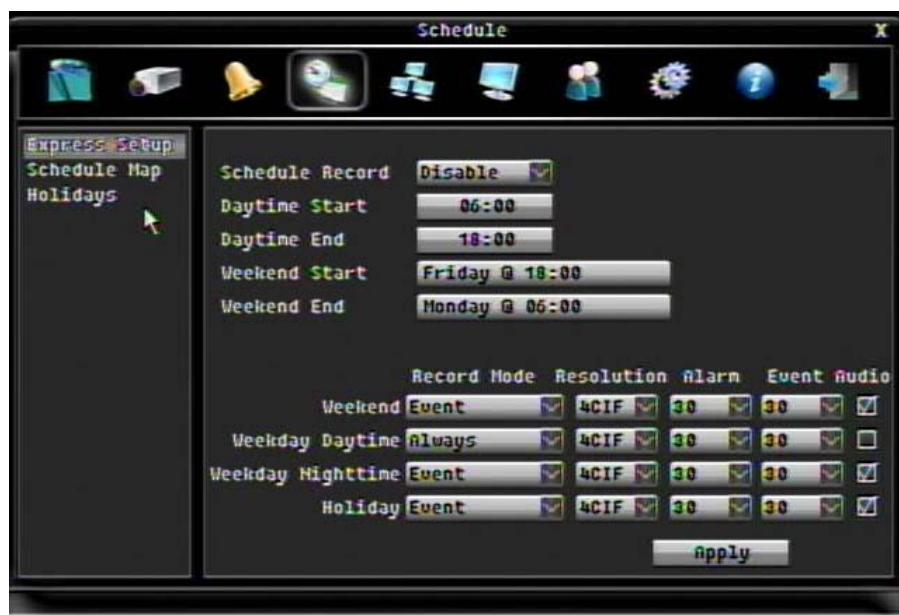 Schedule X
Express Setup
Schedule Map
Holidays
Schedule Record Disable
Daytime Start 06:00
Daytime End 18:00
Weekend Start Friday @ 18:00
Weekend End Monday @ 06:00
Record Mode Resolution Alarm Event Audio
Weekend Event 4CIF 30 30
Weekday Daytime Always 4CIF 30 30
Weekday Nighttime Event 4CIF 30 30
Holiday Event 4CIF 30 30
Apply